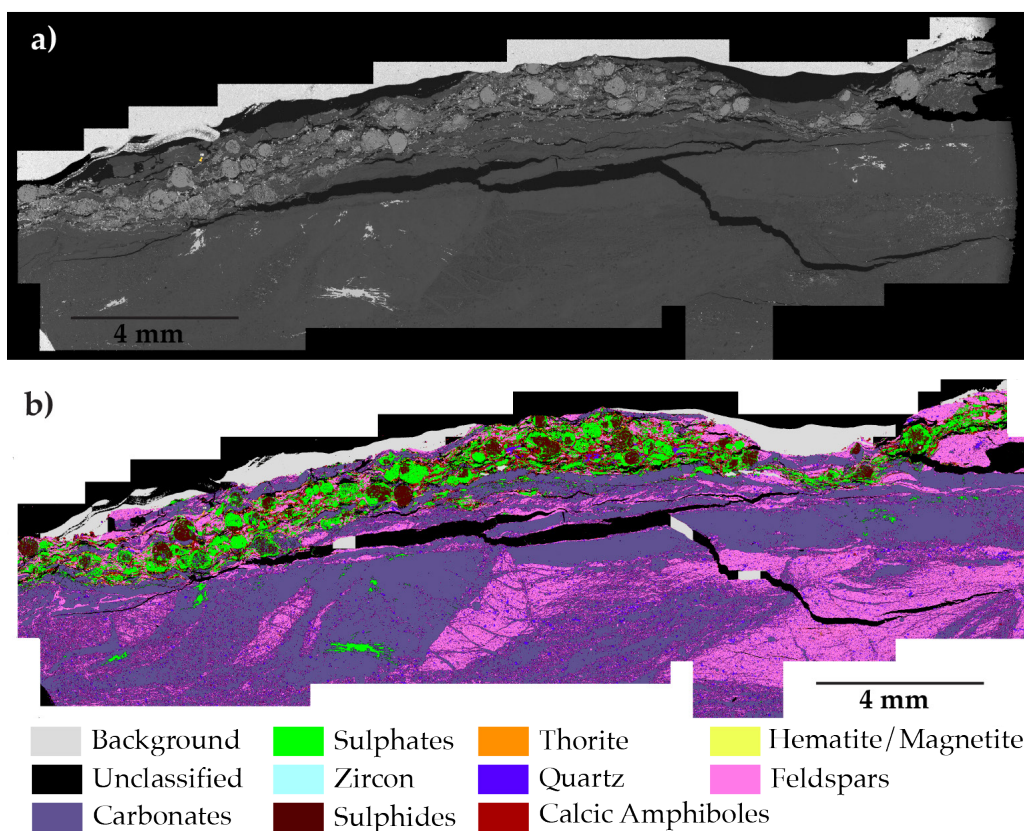 a)
4 mm
b)
4 mm
Background Sulphates Thorite Hematite/Magnetite
Unclassified Zircon Quartz Feldspars
Carbonates Sulphides Calcic Amphiboles